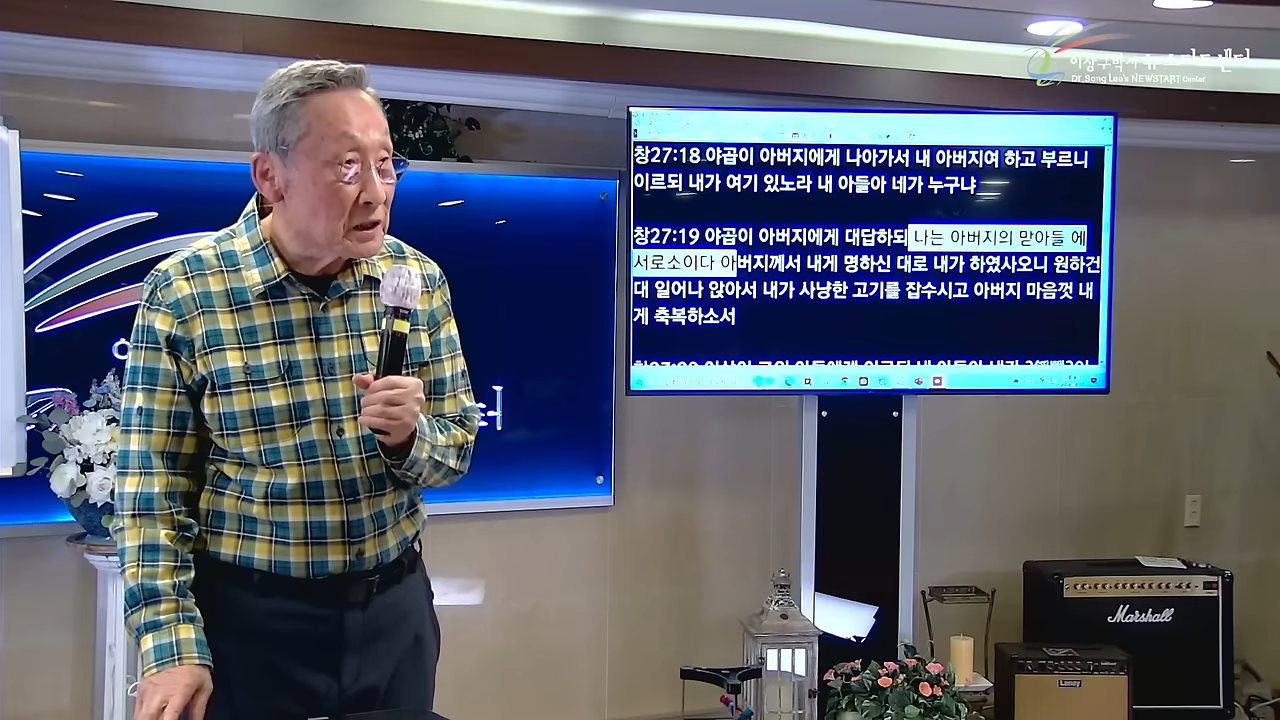 이상구박사 뉴스타트 센터
Dr. Sang Lee's NEWSTART Center
창27:18 야곱이 아버지에게 나아가서 내 아버지여 하고 부르니
이르되 내가 여기 있노라 내 아들아 네가 누구냐
창27:19 야곱이 아버지에게 대답하되 나는 아버지의 맏아들 에
서로소이다 아버지께서 내게 명하신 대로 내가 하였사오니 원하건
대 일어나 앉아서 내가 사냥한 고기를 잡수시고 아버지 마음껏 내
게 축복하소서
Marshall
Laney